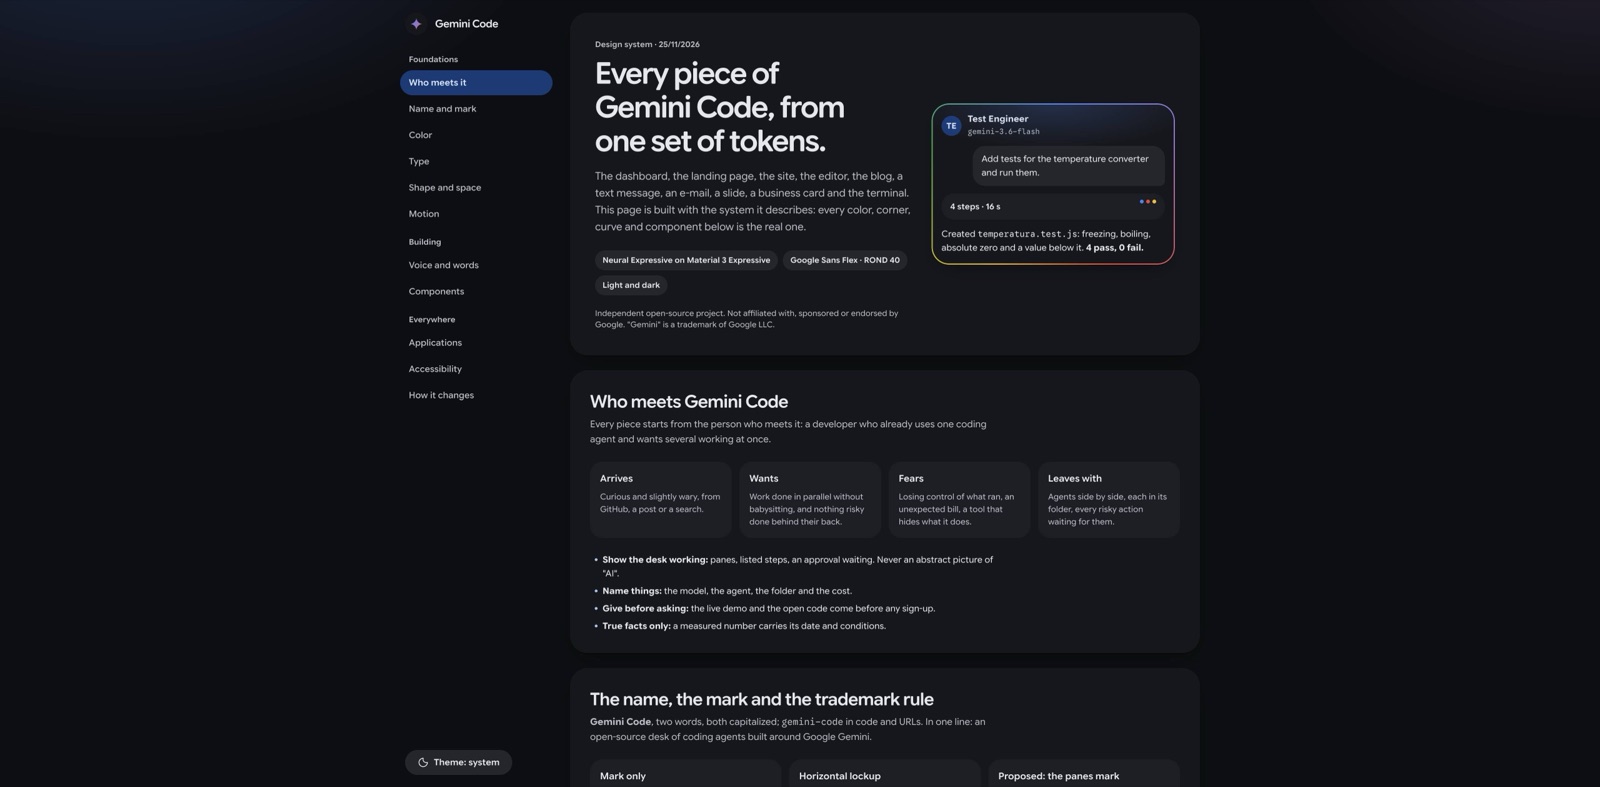 Gemini Code
Foundations
Who meets it
Name and mark
Color
Type
Shape and space
Motion
Building
Voice and words
Components
Everywhere
Applications
Accessibility
How it changes
Theme: system
Design system · 25/11/2026
Every piece of
Gemini Code, from
one set of tokens.
The dashboard, the landing page, the site, the editor, the blog, a
text message, an e-mail, a slide, a business card and the terminal.
This page is built with the system it describes: every color, corner,
curve and component below is the real one.
Neural Expressive on Material 3 Expressive
Google Sans Flex · ROND 40
Light and dark
Independent open-source project. Not affiliated with, sponsored or endorsed by
Google. "Gemini" is a trademark of Google LLC.
TE
Test Engineer
gemini-3.6-flash
Add tests for the temperature converter
and run them.
4 steps · 16 s
Created temperatura.test.js: freezing, boiling,
absolute zero and a value below it. 4 pass, 0 fail.
Who meets Gemini Code
Every piece starts from the person who meets it: a developer who already uses one coding
agent and wants several working at once.
Arrives
Curious and slightly wary, from
GitHub, a post or a search.
Wants
Work done in parallel without
babysitting, and nothing risky
done behind their back.
Fears
Losing control of what ran, an
unexpected bill, a tool that
hides what it does.
Leaves with
Agents side by side, each in its
folder, every risky action
waiting for them.
• Show the desk working: panes, listed steps, an approval waiting. Never an abstract picture of
"AI".
• Name things: the model, the agent, the folder and the cost.
• Give before asking: the live demo and the open code come before any sign-up.
• True facts only: a measured number carries its date and conditions.
The name, the mark and the trademark rule
Gemini Code, two words, both capitalized; gemini-code in code and URLs. In one line: an
open-source desk of coding agents built around Google Gemini.
Mark only
Horizontal lockup
Proposed: the panes mark